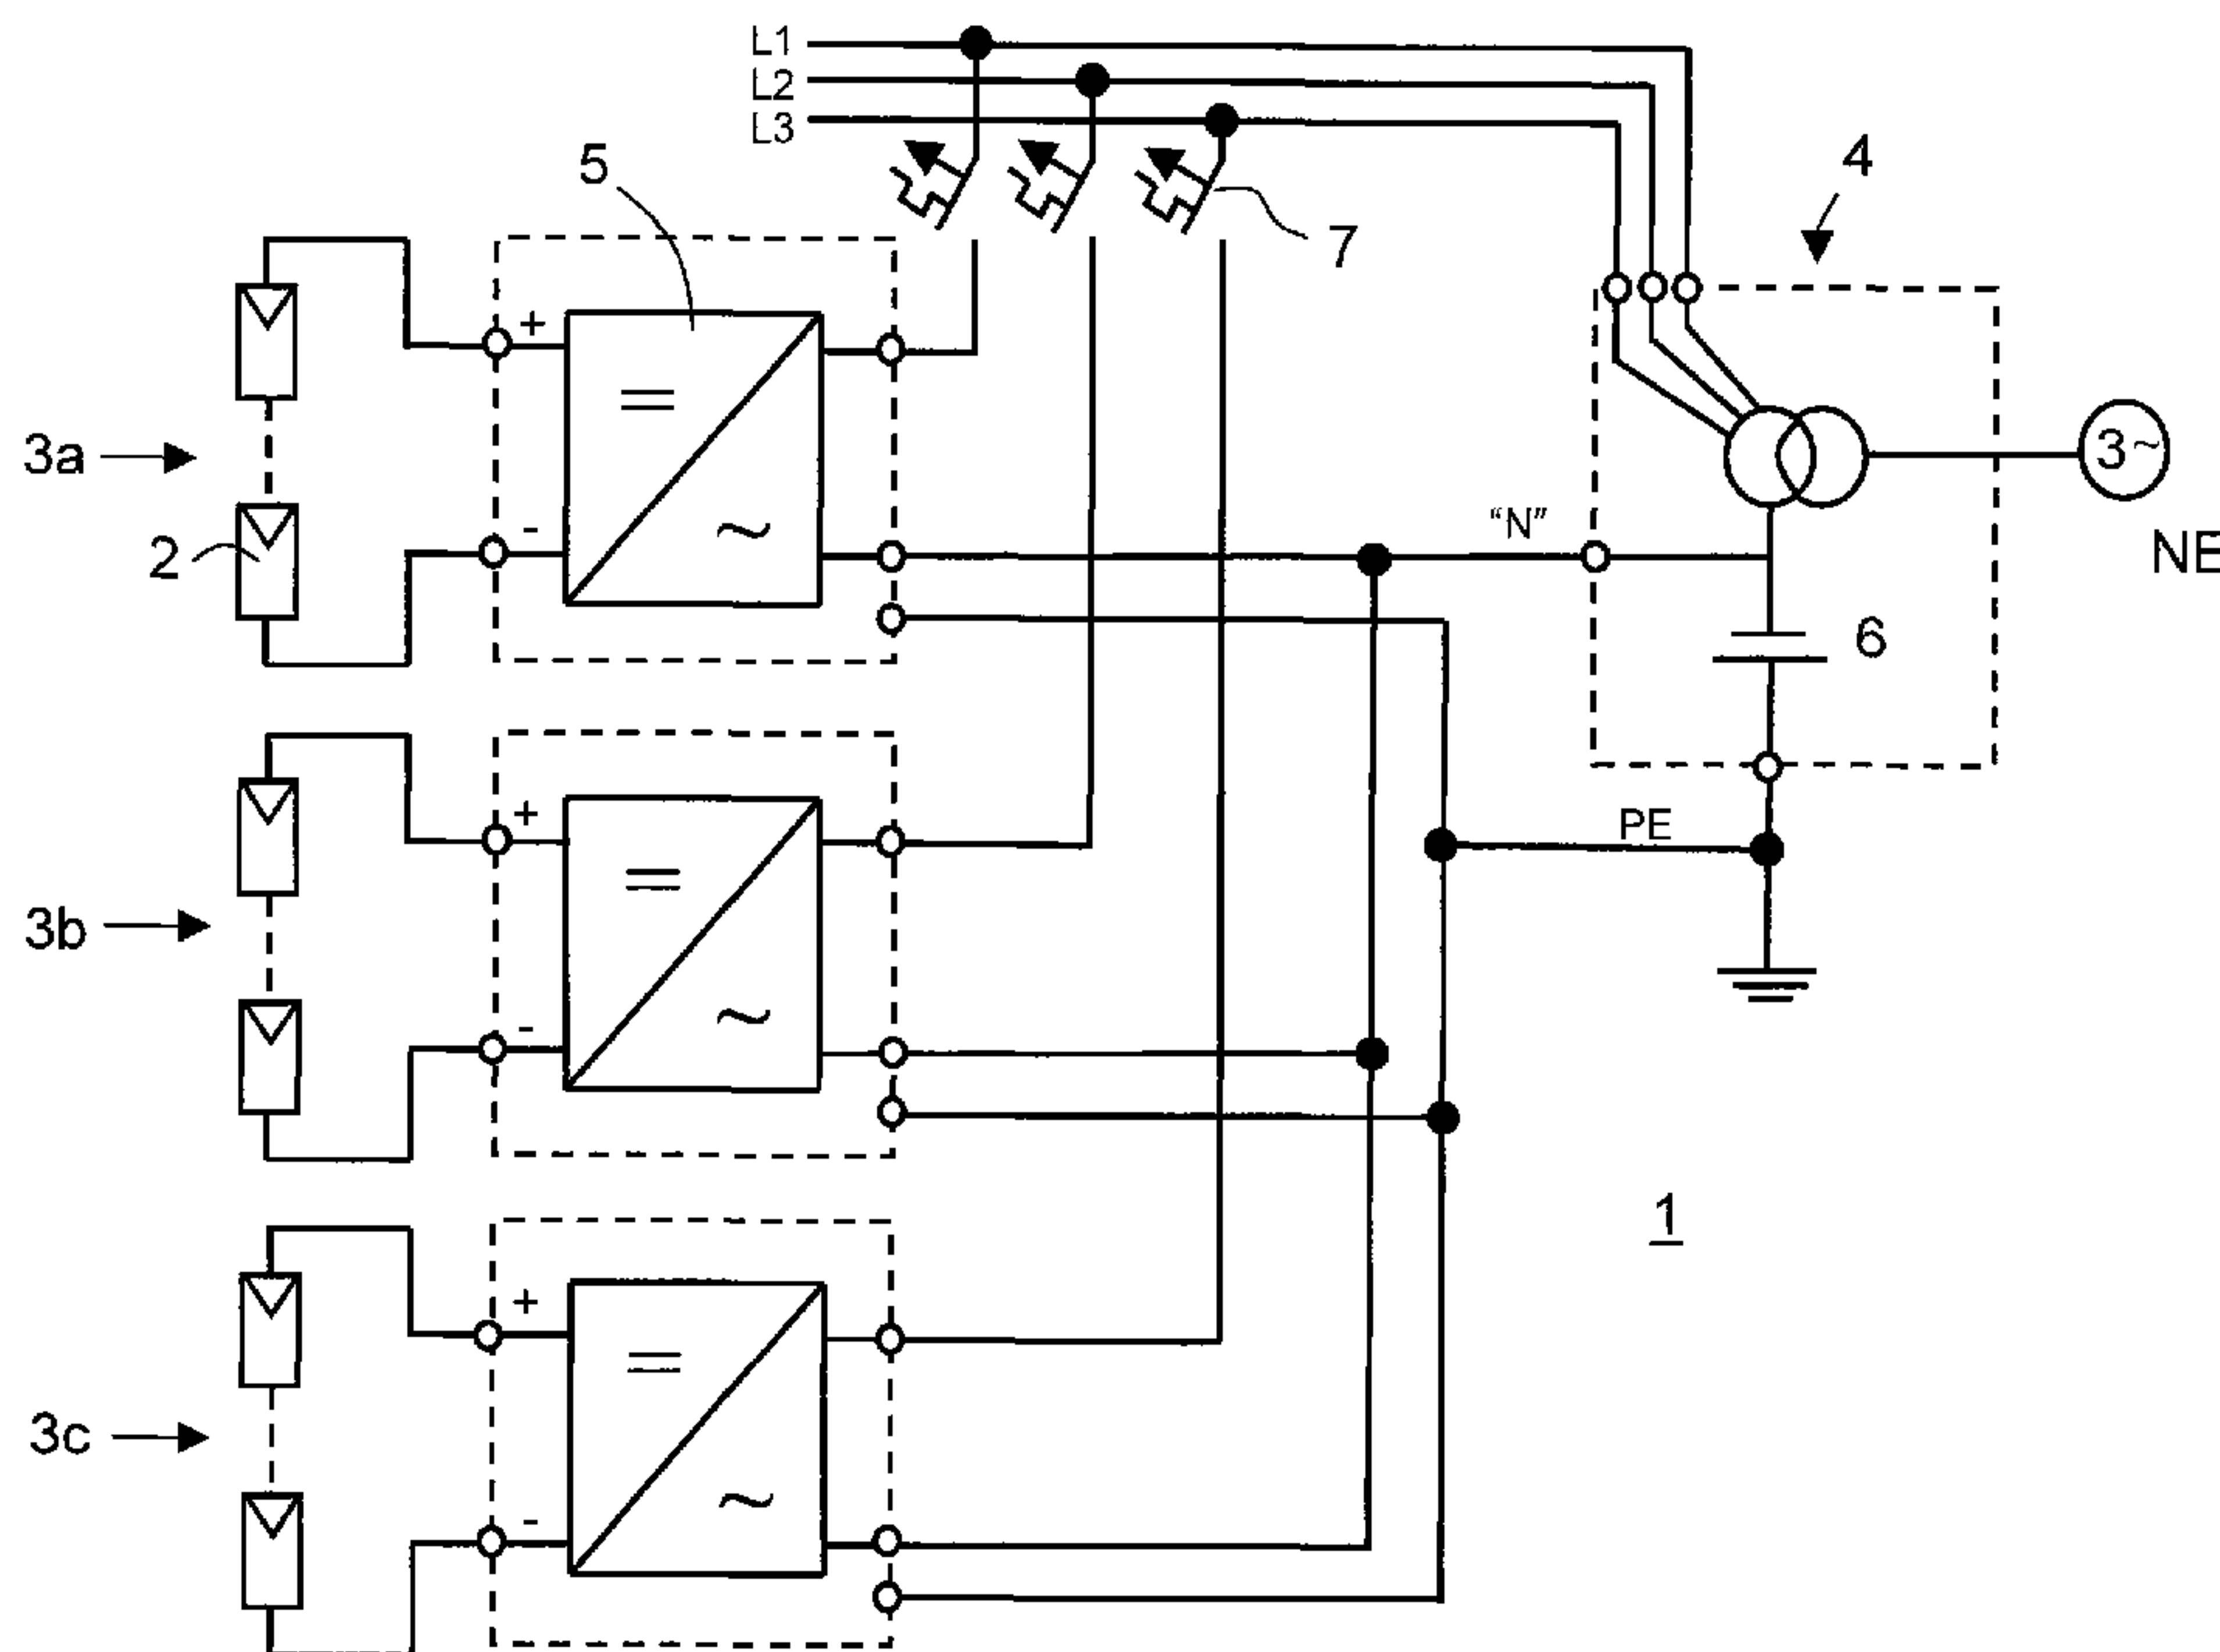 L1
L2
L3
5
4
7
+
=
3a
3~
~
"N"
-
2
NE
6
+
PE
=
3b
~
-
1
+
=
3c
~
-